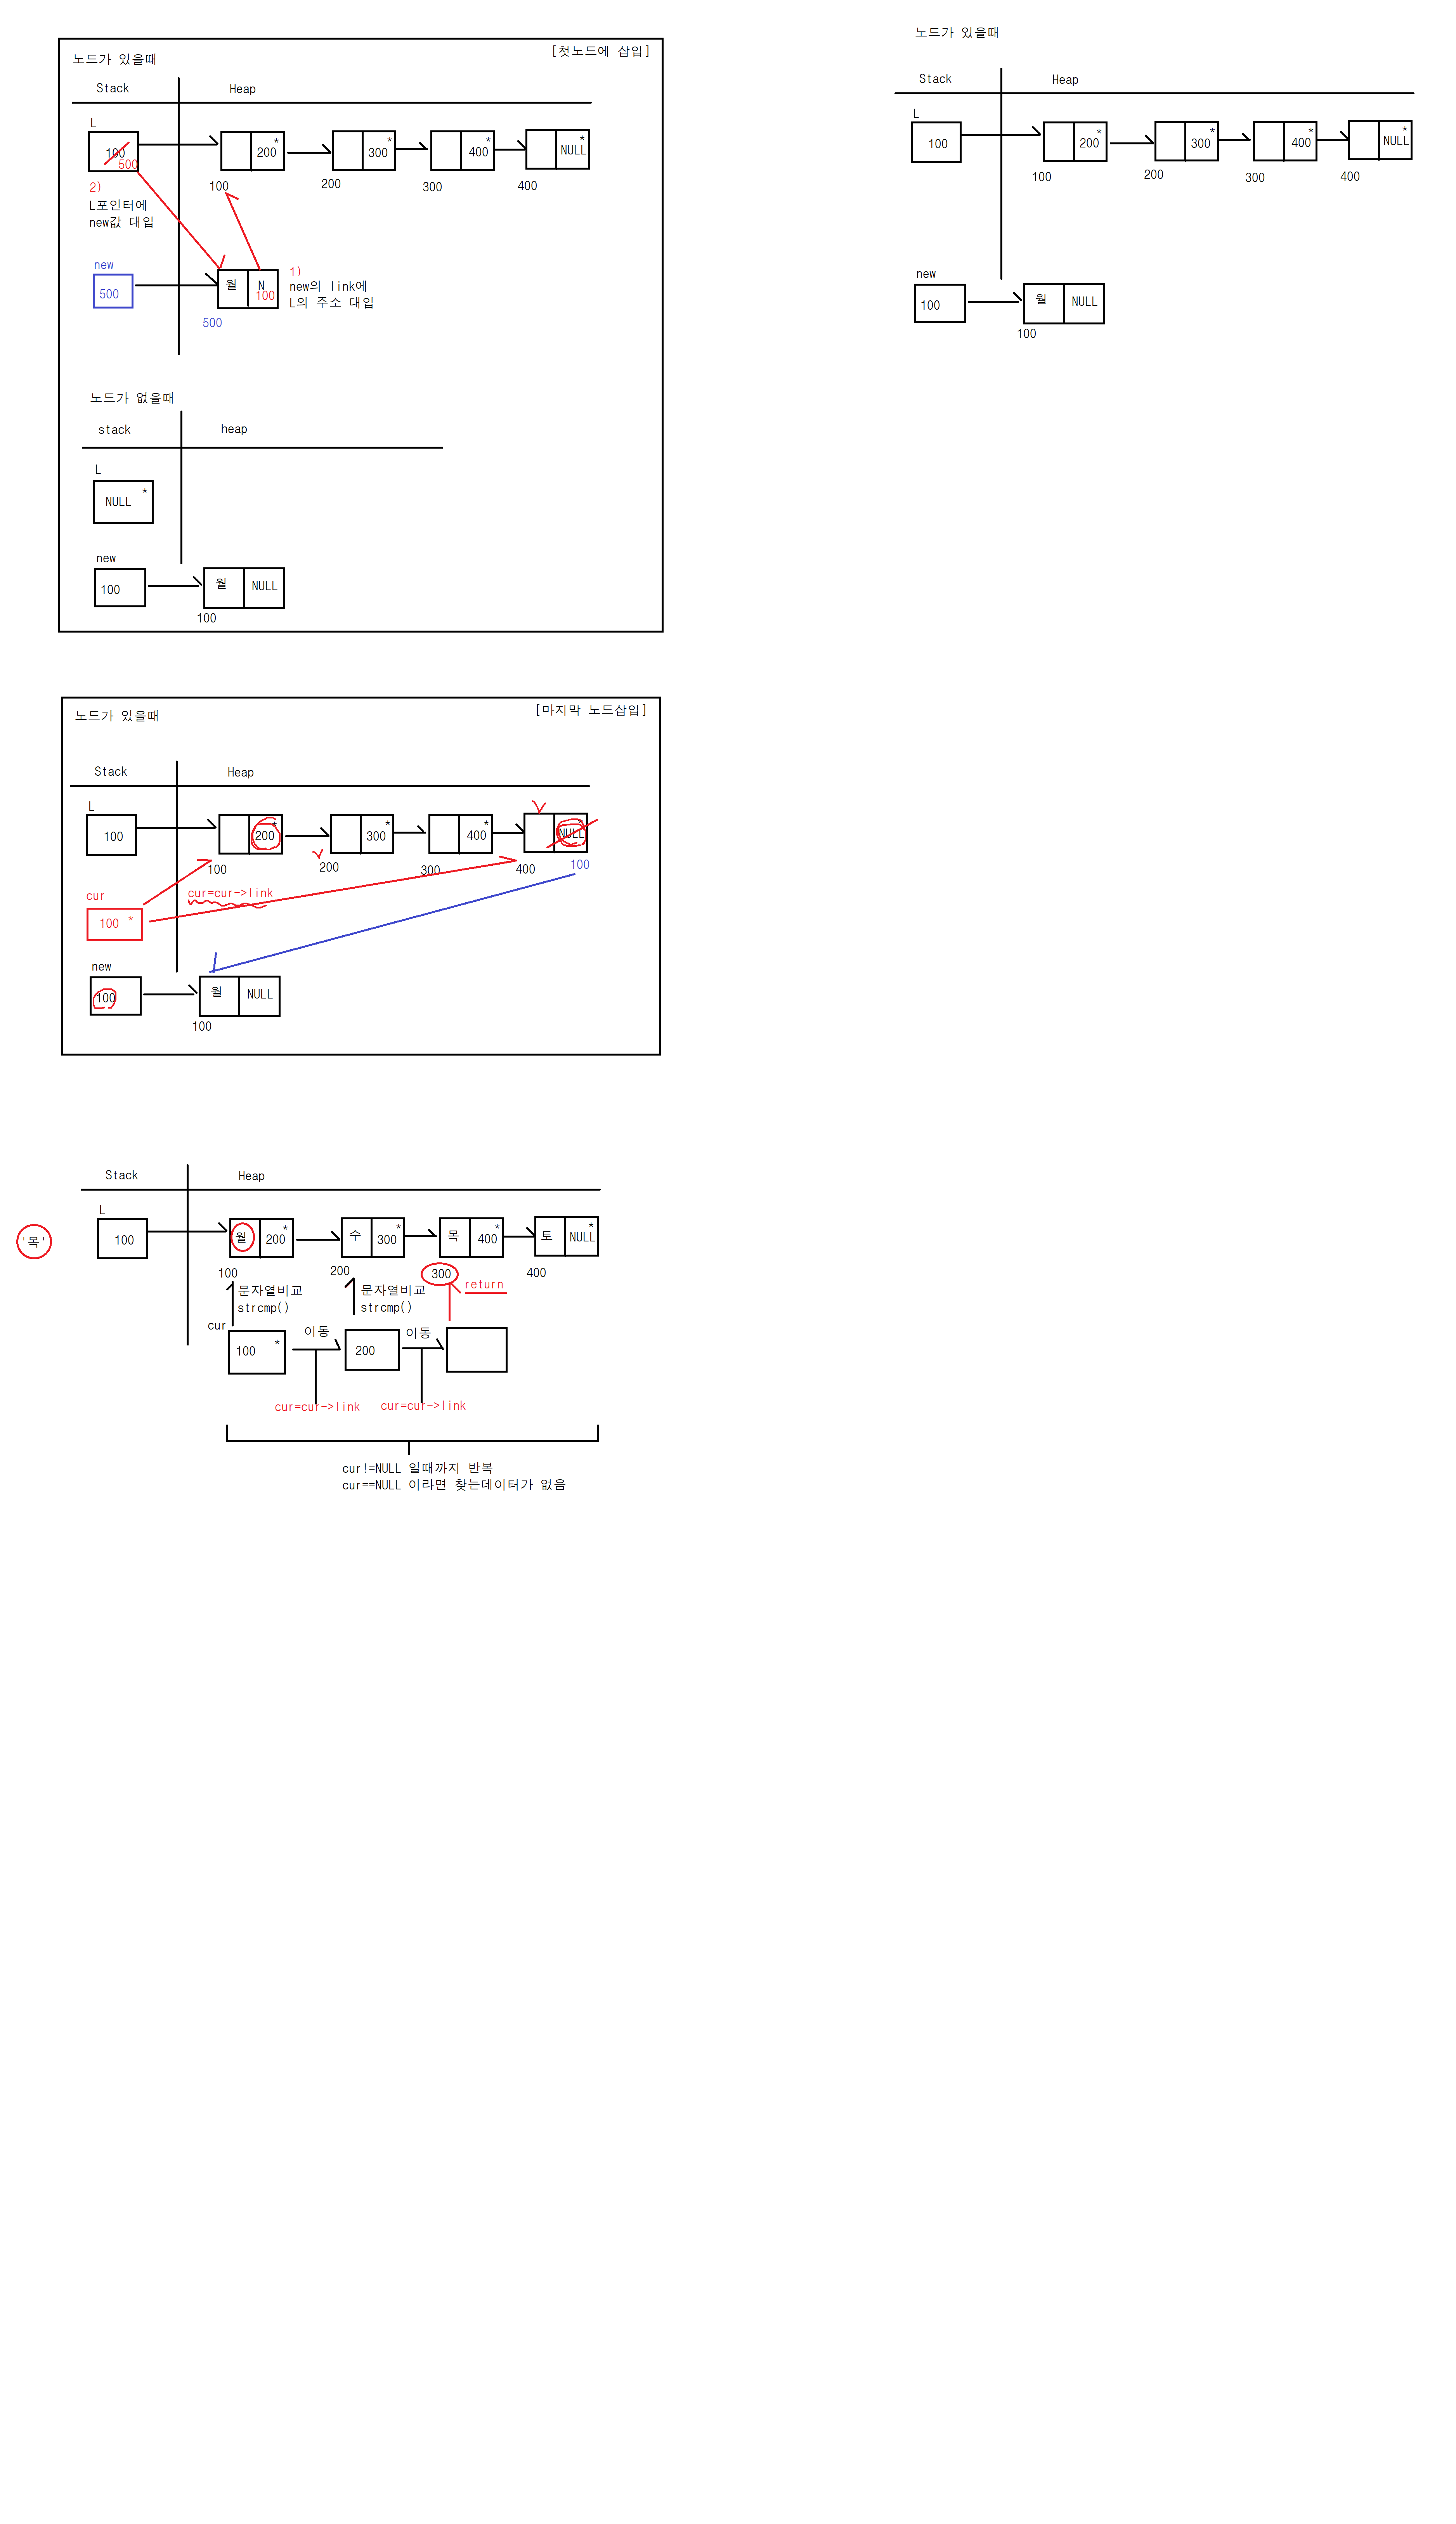 노드가 있을때
[첫노드에 삽입]
Stack
Heap
L
100
500
*
200
*
300
*
400
*
NULL
100
200
300
400
2)
L포인터에
new값 대입
new
500
월
N
100
500
1)
new의 link에
L의 주소 대입
노드가 없을때
stack
heap
L
NULL
*
new
100
월
NULL
100
노드가 있을때
Stack
Heap
L
100
*
200
*
300
*
400
*
NULL
100
200
300
400
new
100
월
NULL
100
노드가 있을때
[마지막 노드삽입]
Stack
Heap
L
100
*
200
*
300
*
400
*
NULL
100
200
300
400
100
cur
100 *
cur=cur->link
new
100
월
NULL
100
Stack
Heap
L
'목'
100
월
200
*
수
300
*
목
400
*
토
NULL
*
100
200
300
400
문자열비교
strcmp()
문자열비교
strcmp()
return
cur
100
*
이동
200
이동
cur=cur->link
cur=cur->link
cur!=NULL 일때까지 반복
cur==NULL 이라면 찾는데이터가 없음